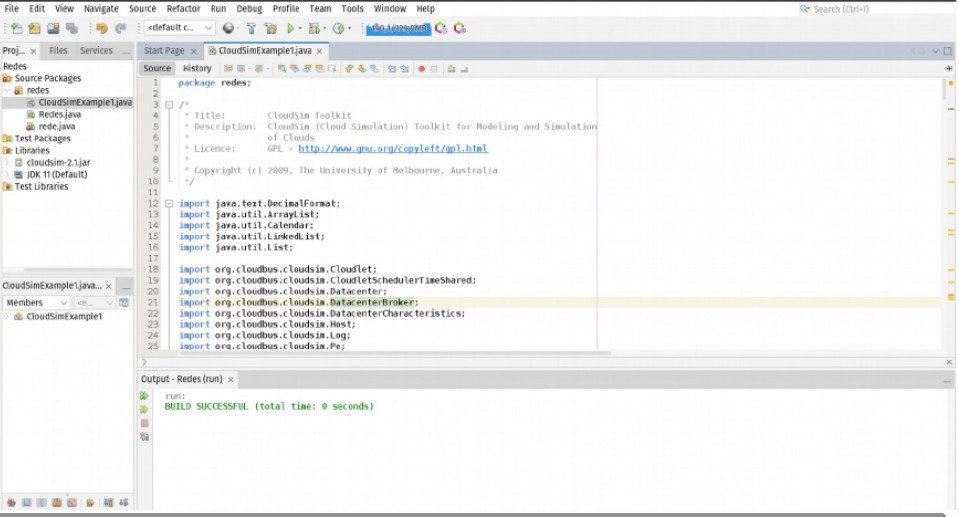 File Edit View Navigate Source Refactor Run Debug Profile Team Tools Window Help
Search (Ctrl+I)
<default c...
Proj... × Files Services
Start Page × CloudSimExample1.java ×
Redes
Source Packages
redes
CloudSimExample1.java
Redes.java
rede.java
Test Packages
Libraries
cloudsim-2.1.jar
JDK 11 (Default)
Test Libraries
Source History
1 package redes;
2
3 /*
4 * Title: CloudSim Toolkit
5 * Description: CloudSim (Cloud Simulation) Toolkit for Modeling and Simulation
6 * of Clouds
7 * Licence: GPL - http://www.gnu.org/copyleft/gpl.html
8 *
9 * Copyright (c) 2009, The University of Melbourne, Australia
10 */
11
12 import java.text.DecimalFormat;
13 import java.util.ArrayList;
14 import java.util.Calendar;
15 import java.util.LinkedList;
16 import java.util.List;
17
18 import org.cloudbus.cloudsim.Cloudlet;
19 import org.cloudbus.cloudsim.CloudletSchedulerTimeShared;
20 import org.cloudbus.cloudsim.Datacenter;
21 import org.cloudbus.cloudsim.DatacenterBroker;
22 import org.cloudbus.cloudsim.DatacenterCharacteristics;
23 import org.cloudbus.cloudsim.Host;
24 import org.cloudbus.cloudsim.Log;
25 import org.cloudbus.cloudsim.Pe;
CloudSimExample1.java... ×
Members <e...
CloudSimExample1
Output - Redes (run) ×
run:
BUILD SUCCESSFUL (total time: 0 seconds)